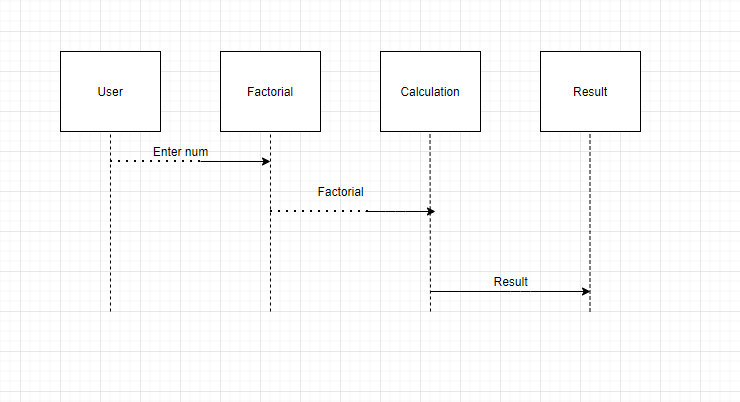 User
Factorial
Calculation
Result
Enter num
Factorial
Result